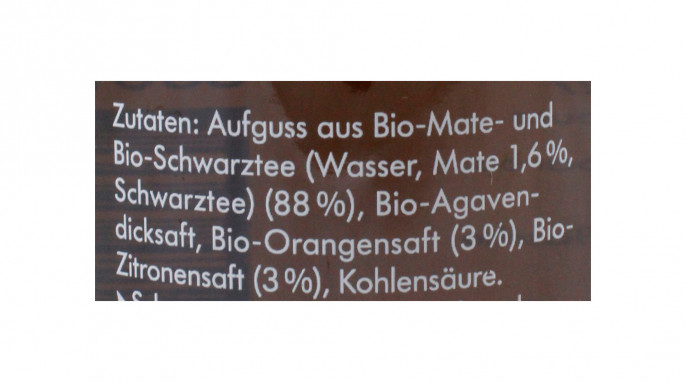 Zutaten: Aufguss aus Bio-Mate- und
Bio-Schwarztee (Wasser, Mate 1,6%,
Schwarztee) (88%), Bio-Agaven-
dicksaft, Bio-Orangensaft (3%), Bio-
Zitronensaft (3%), Kohlensäure.